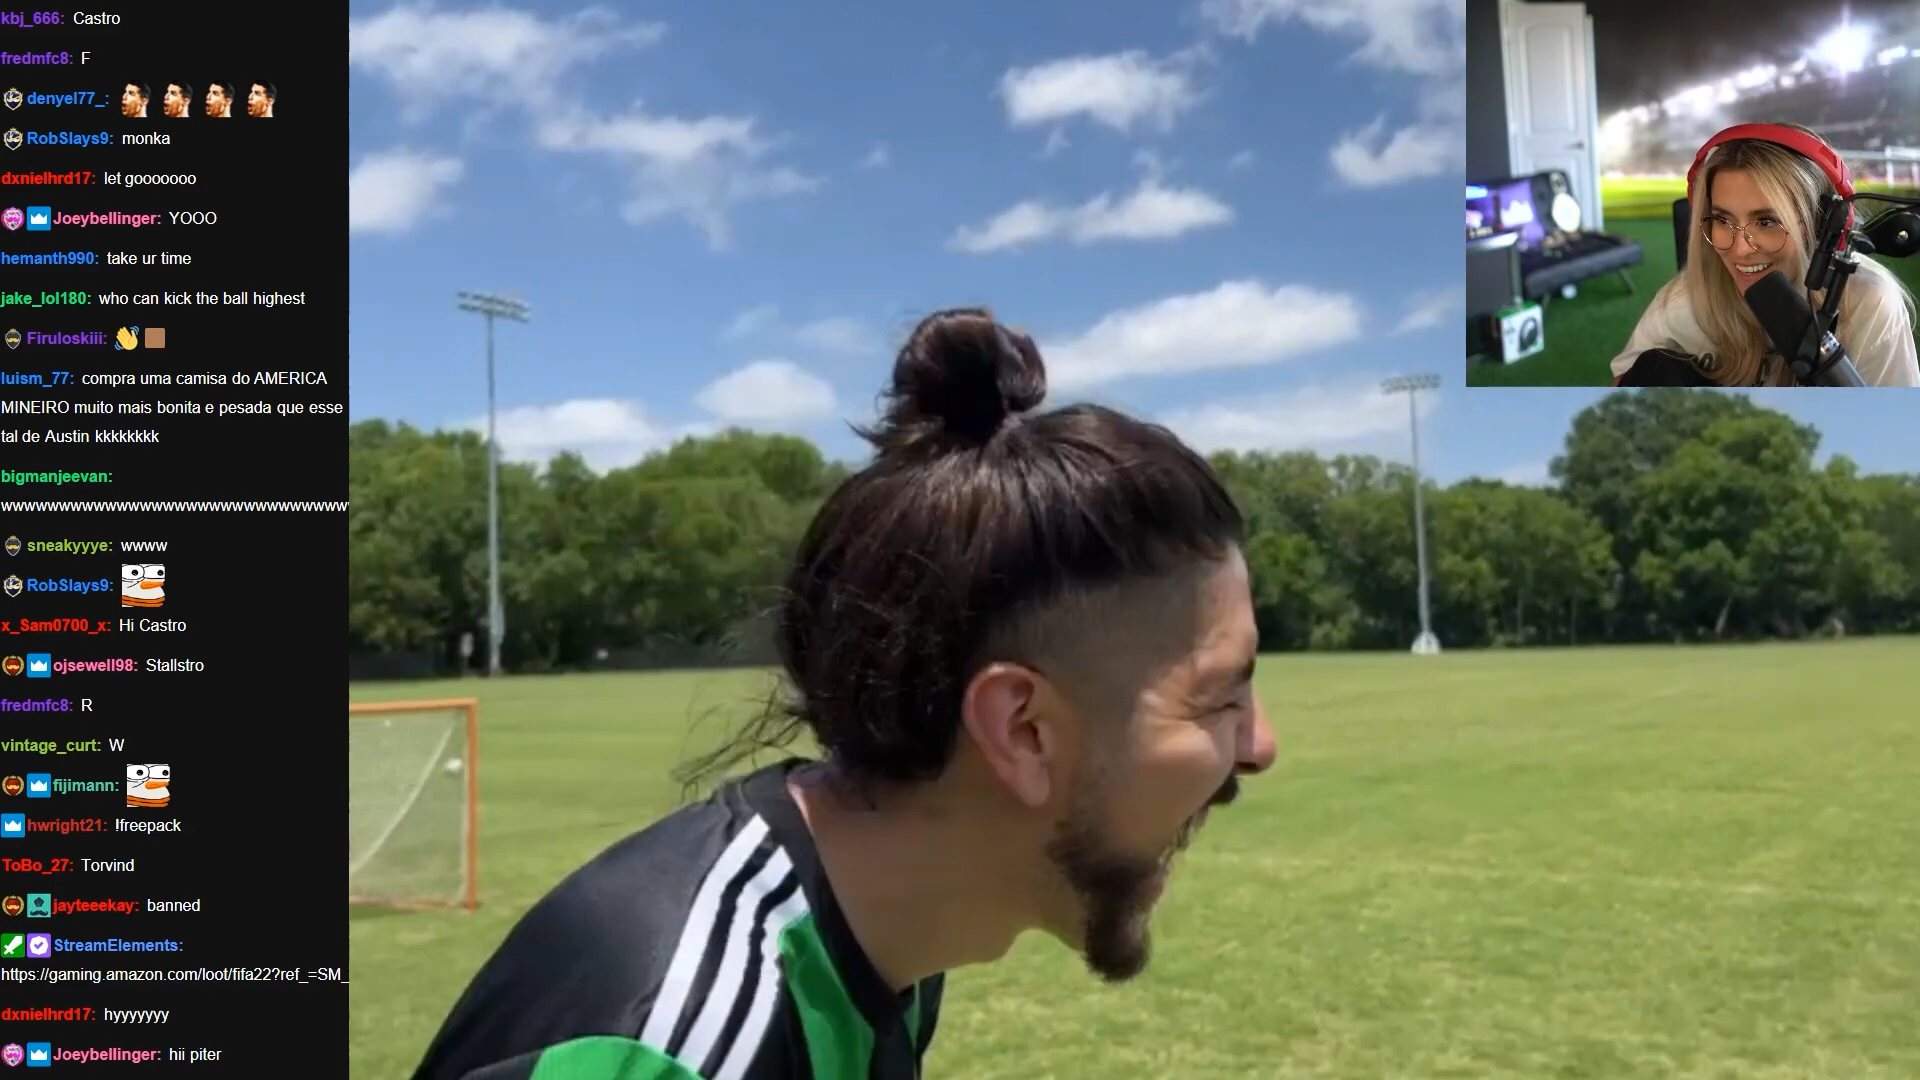 kbj_666: Castro
fredmfc8: F
denyel77_:
RobSlays9: monka
dxnielhrd17: let gooooooo
Joeybellinger: YOOO
hemanth990: take ur time
jake_lol180: who can kick the ball highest
Firuloskiii:
luism_77: compra uma camisa do AMERICA
MINEIRO muito mais bonita e pesada que esse
tal de Austin kkkkkkkk
bigmanjeevan:
wwwwwwwwwwwwwwwwwwwwwwwwwwwwww
sneakyyye: wwww
RobSlays9:
x_Sam0700_x: Hi Castro
ojsewell98: Stallstro
fredmfc8: R
vintage_curt: W
fijimann:
hwright21: !freepack
ToBo_27: Torvind
jayteeekay: banned
StreamElements:
https://gaming.amazon.com/loot/fifa22?ref_=SM_
dxnielhrd17: hyyyyyyy
Joeybellinger: hii piter